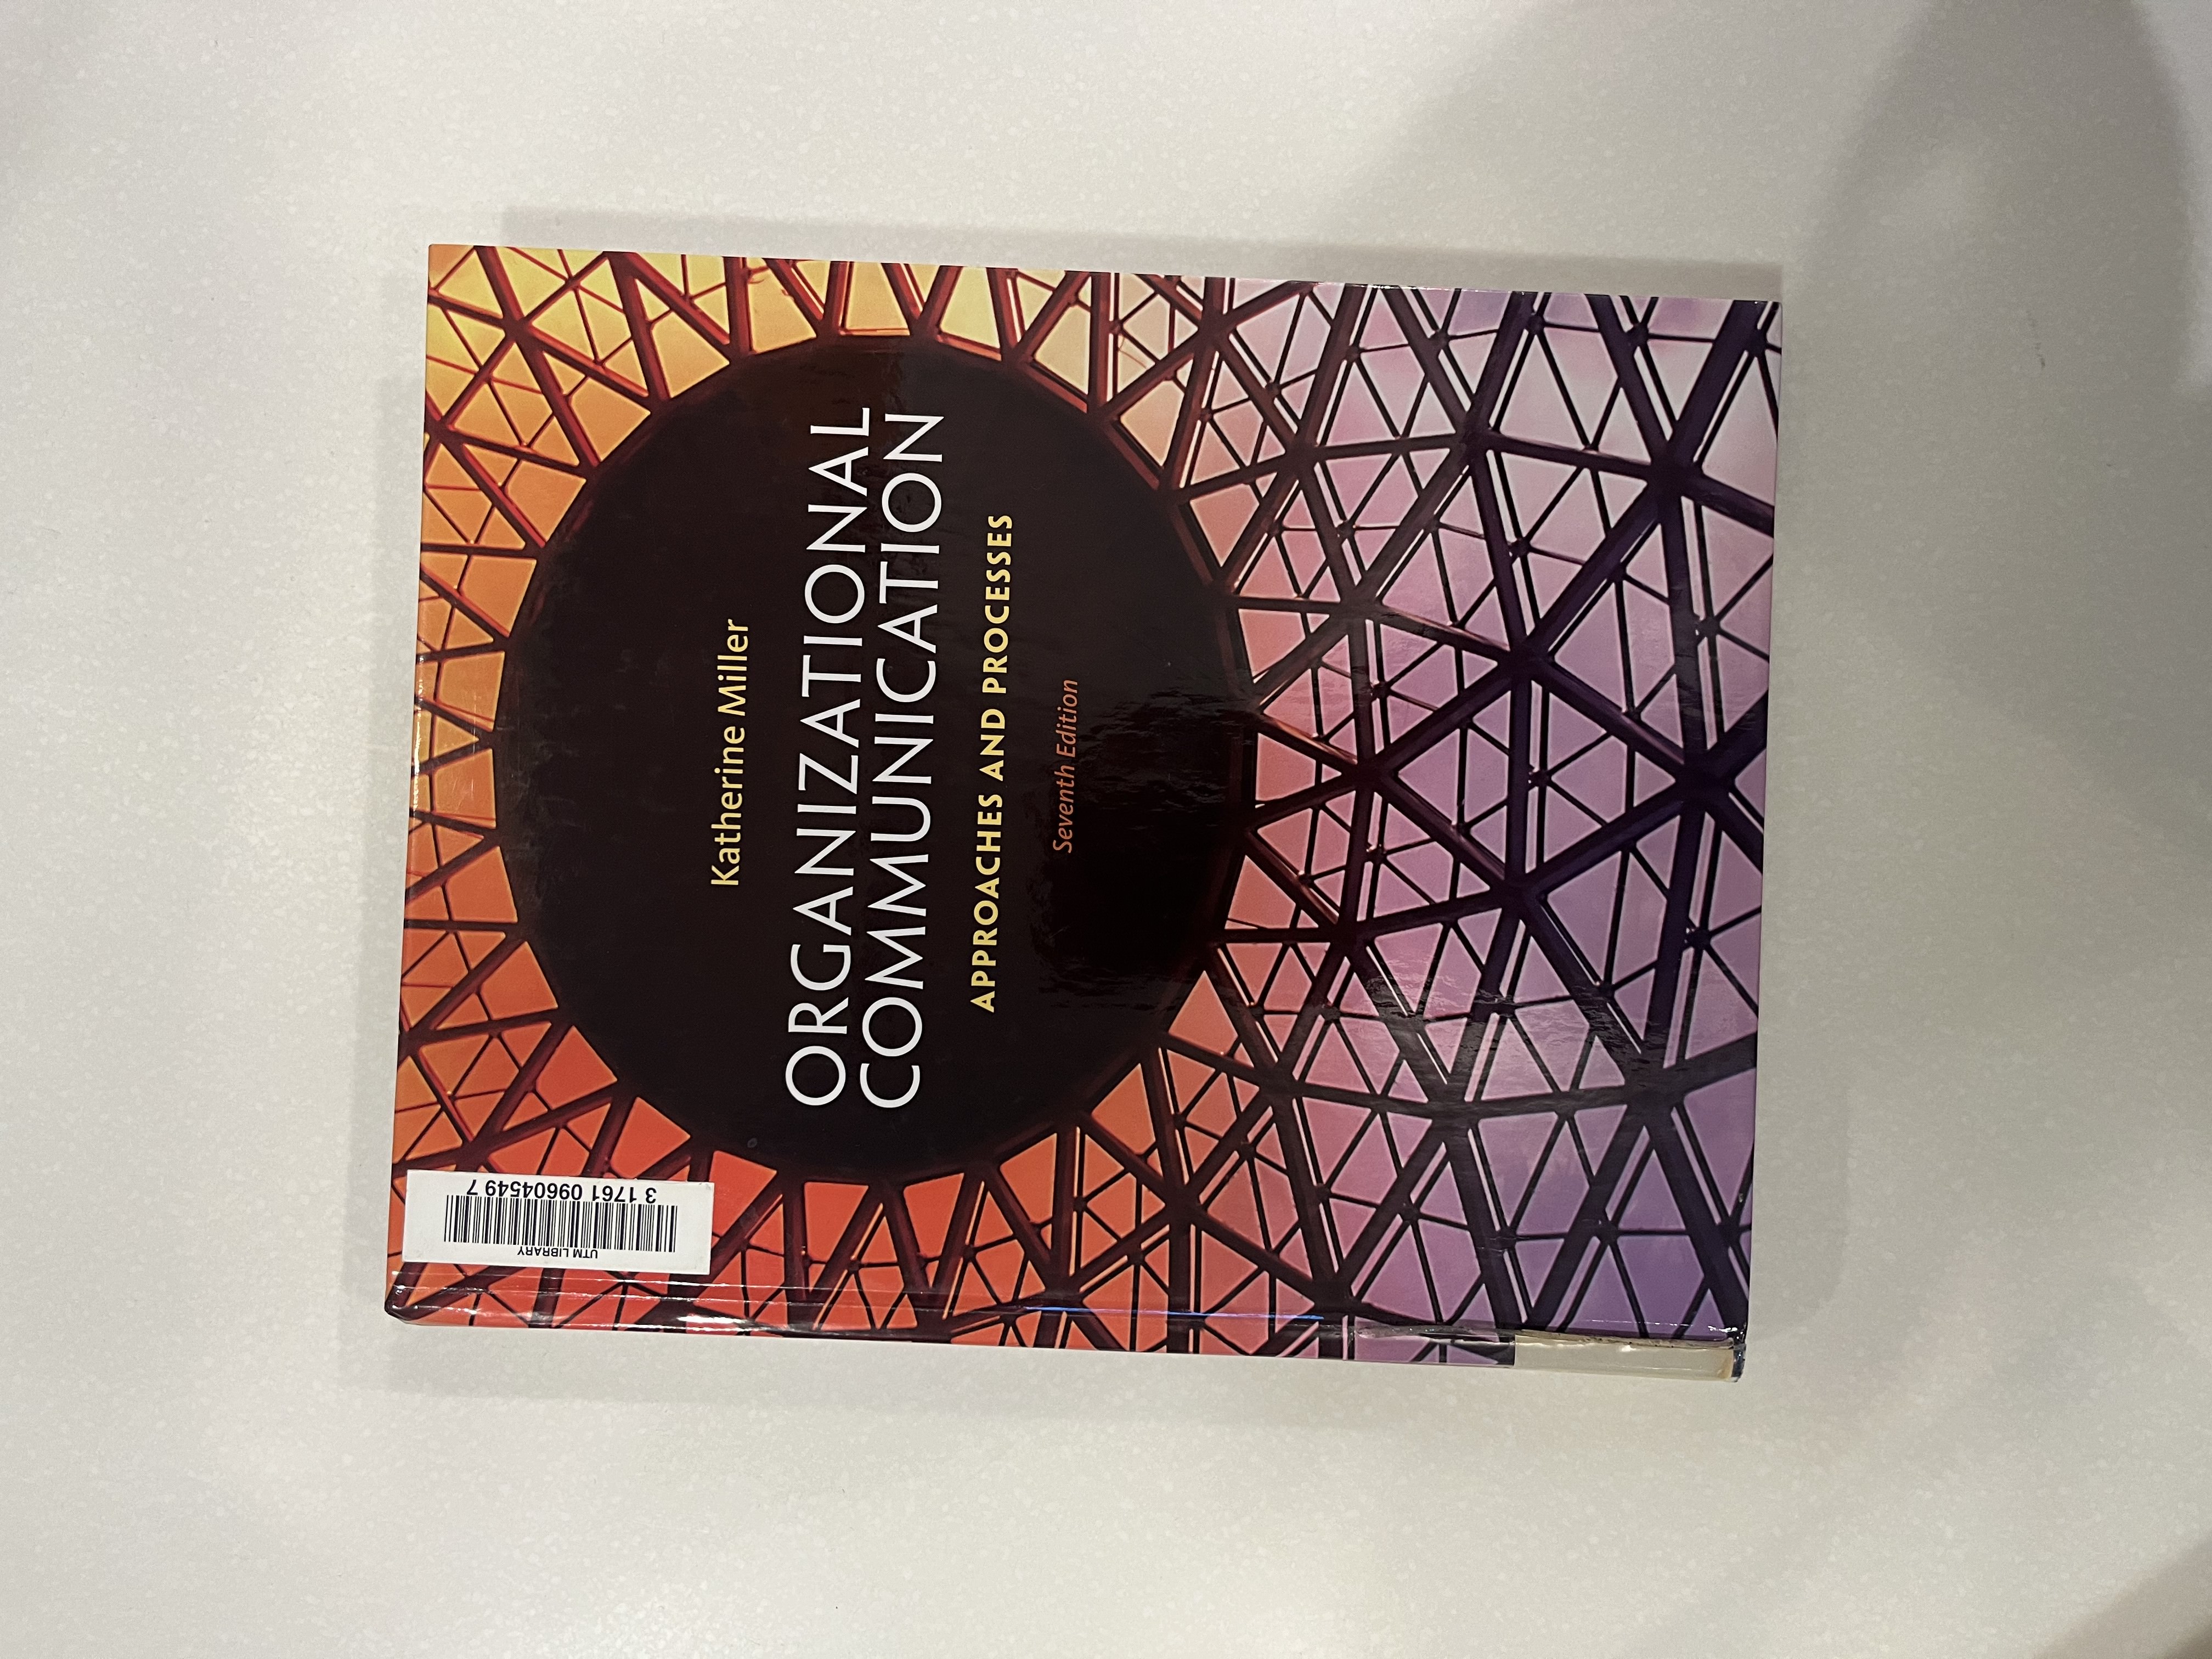 UTM LIBRARY
3 1761 09604549 7
Katherine Miller
ORGANIZATIONAL
COMMUNICATION
APPROACHES AND PROCESSES
Seventh Edition